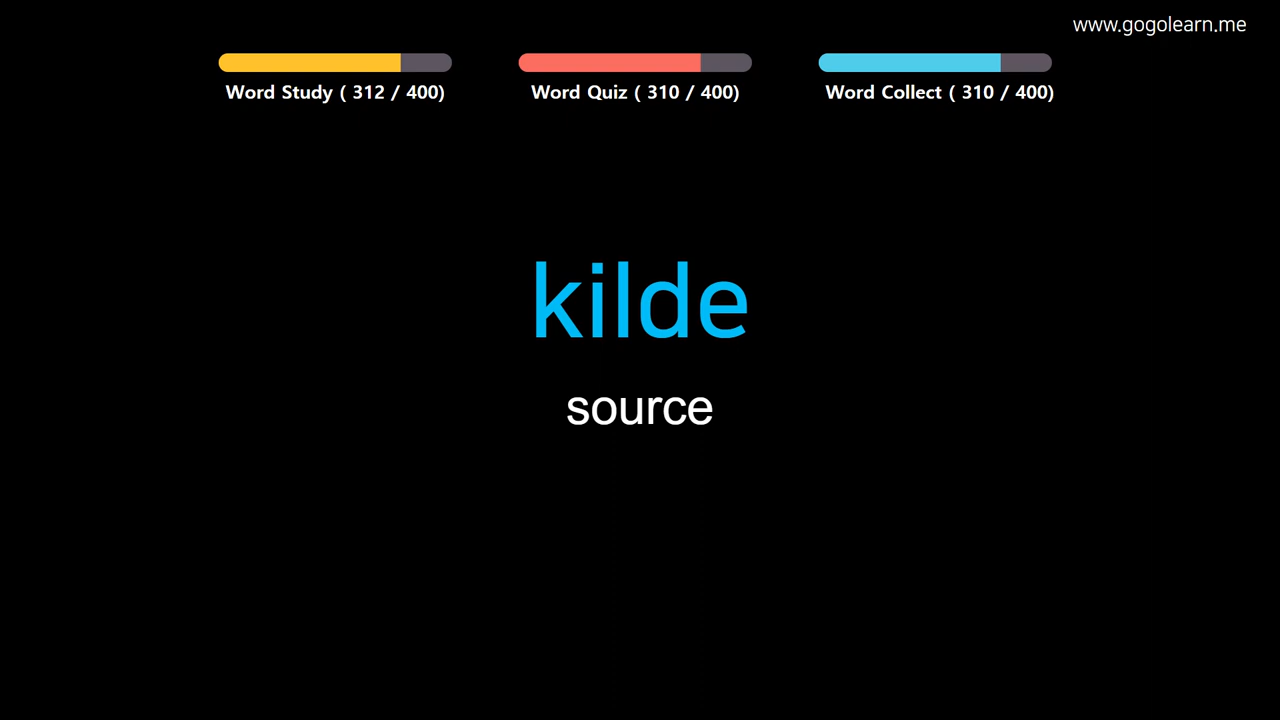 www.gogolearn.me
Word Study ( 312 / 400)
Word Quiz ( 310 / 400)
Word Collect ( 310 / 400)
kilde
source